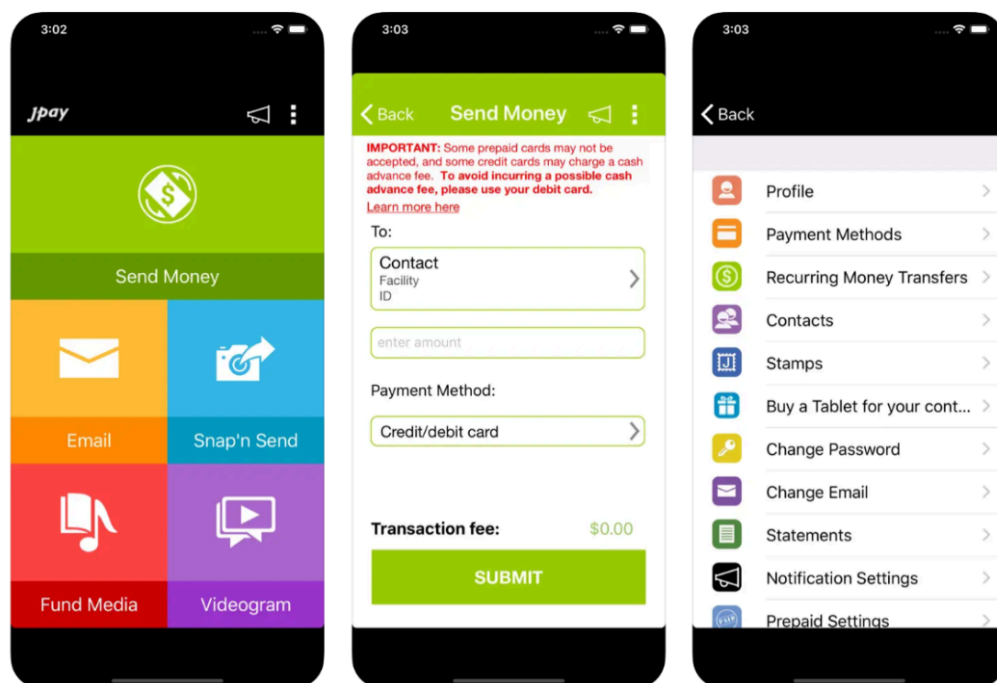 3:02
jpay
Send Money
Email
Snap'n Send
Fund Media
Videogram
3:03
Back
Send Money
IMPORTANT: Some prepaid cards may not be
accepted, and some credit cards may charge a cash
advance fee. To avoid incurring a possible cash
advance fee, please use your debit card.
Learn more here
To:
Contact
Facility
ID
enter amount
Payment Method:
Credit/debit card
Transaction fee: $0.00
SUBMIT
3:03
Back
Profile
Payment Methods
Recurring Money Transfers
Contacts
Stamps
Buy a Tablet for your cont...
Change Password
Change Email
Statements
Notification Settings
Prepaid Settings